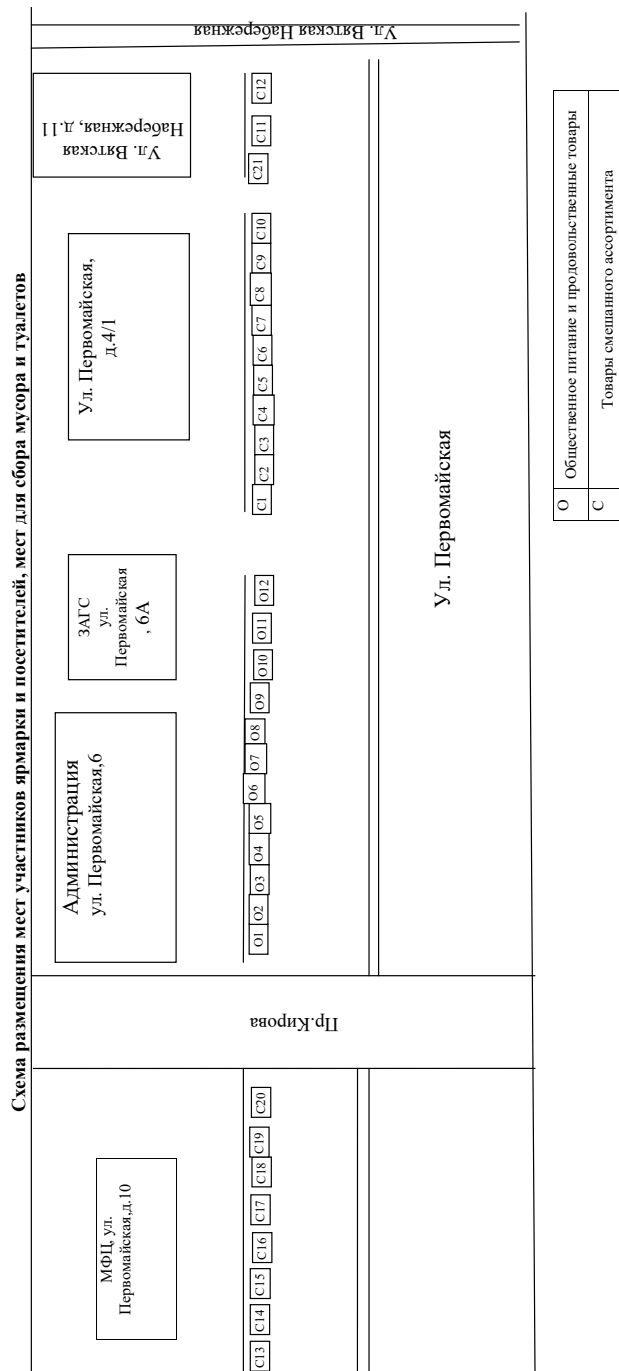 Схема размещения мест участников ярмарки и посетителей, мест для сбора мусора и туалетов
МФЦ, ул.
Первомайская,д.10
Администрация
ул. Первомайская,6
ЗАГС
ул.
Первомайская
, 6А
Ул. Первомайская,
д.4/1
Ул. Вятская
Набережная, д.11
С13
С14
С15
С16
С17
С18
С19
С20
Пр.Кирова
О1
О2
О3
О4
О5
О6
О7
О8
О9
О10
О11
О12
С1
С2
С3
С4
С5
С6
С7
С8
С9
С10
С21
С11
С12
Ул. Вятская Набережная
Ул. Первомайская
О Общественное питание и продовольственные товары
С Товары смешанного ассортимента